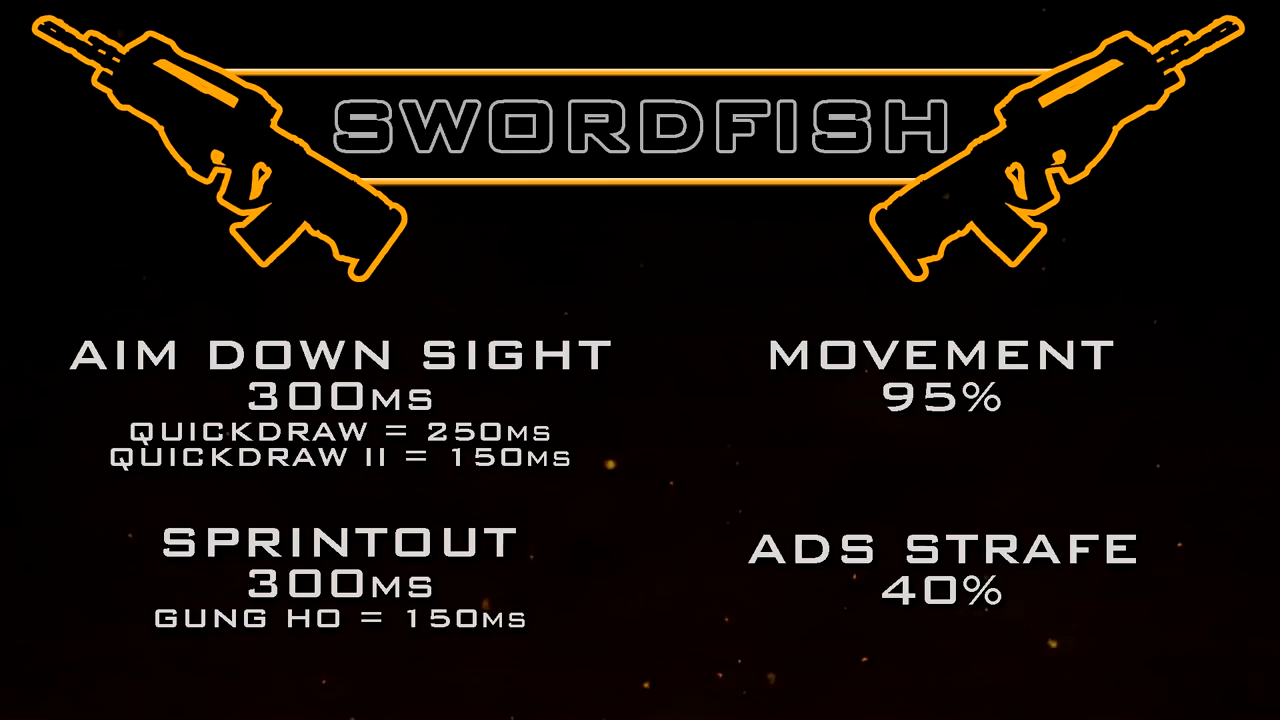 SWORDFISH
AIM DOWN SIGHT
300MS
QUICKDRAW = 250MS
QUICKDRAW II = 150MS
SPRINTOUT
300MS
GUNG HO = 150MS
MOVEMENT
95%
ADS STRAFE
40%